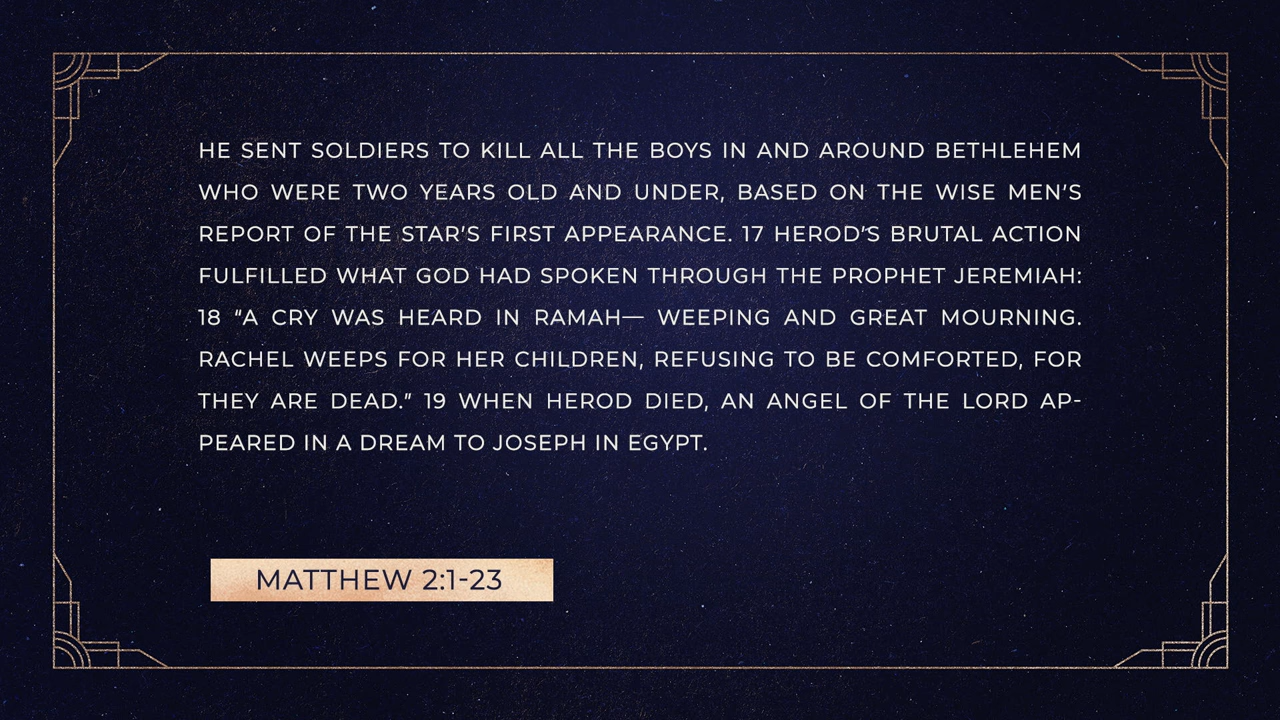 HE SENT SOLDIERS TO KILL ALL THE BOYS IN AND AROUND BETHLEHEM
WHO WERE TWO YEARS OLD AND UNDER, BASED ON THE WISE MEN'S
REPORT OF THE STAR'S FIRST APPEARANCE. 17 HEROD'S BRUTAL ACTION
FULFILLED WHAT GOD HAD SPOKEN THROUGH THE PROPHET JEREMIAH:
18 "A CRY WAS HEARD IN RAMAH— WEEPING AND GREAT MOURNING.
RACHEL WEEPS FOR HER CHILDREN, REFUSING TO BE COMFORTED, FOR
THEY ARE DEAD." 19 WHEN HEROD DIED, AN ANGEL OF THE LORD AP-
PEARED IN A DREAM TO JOSEPH IN EGYPT.
MATTHEW 2:1-23